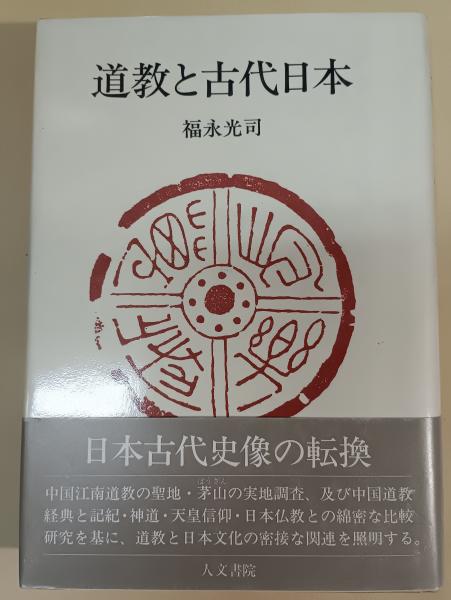 道教と古代日本
福永光司
日本古代史像の転換
ぼうざん
中国江南道教の聖地・茅山の実地調査、及び中国道教
経典と記紀・神道・天皇信仰・日本仏教との綿密な比較
研究を基に、道教と日本文化の密接な関連を照明する。
人文書院